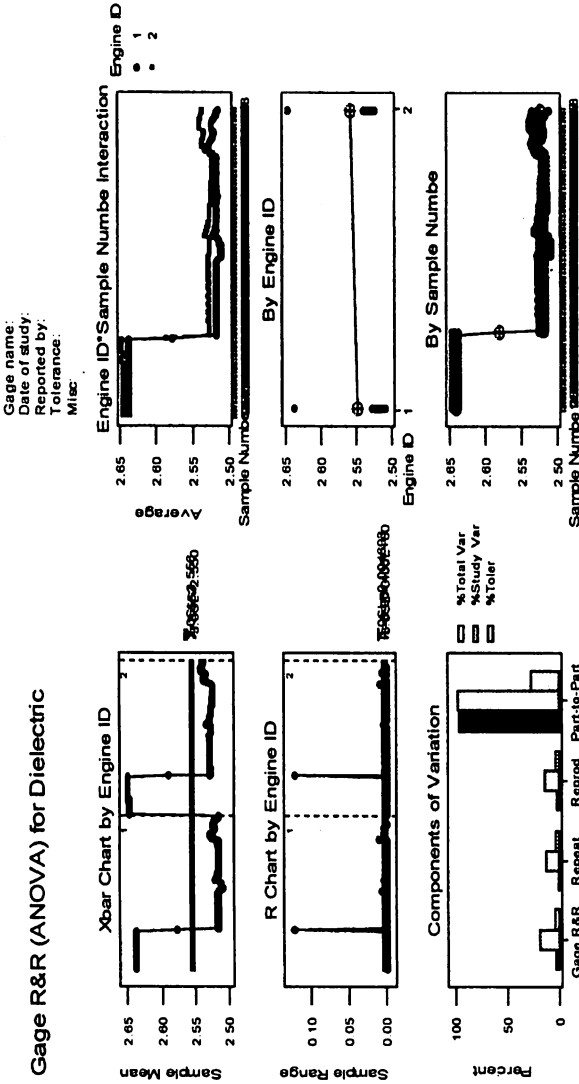 Gage R&R (ANOVA) for Dielectric
Gage name:
Date of study:
Reported by:
Tolerance:
Misc:
Xbar Chart by Engine ID
2.65
2.60
2.55
2.50
Sample Mean
1
2
R Chart by Engine ID
0.10
0.05
0.00
Sample Range
1
2
Components of Variation
100
50
0
Percent
Gage R&R
Repeat
Reprod
Part-to-Part
%Total Var
%Study Var
%Toler
Engine ID*Sample Numbe Interaction
Engine ID
1
2
2.65
2.60
2.55
2.50
Average
Sample Numbe
By Engine ID
2.65
2.60
2.55
2.50
Engine ID
1
2
By Sample Numbe
2.65
2.60
2.55
2.50
Sample Numbe